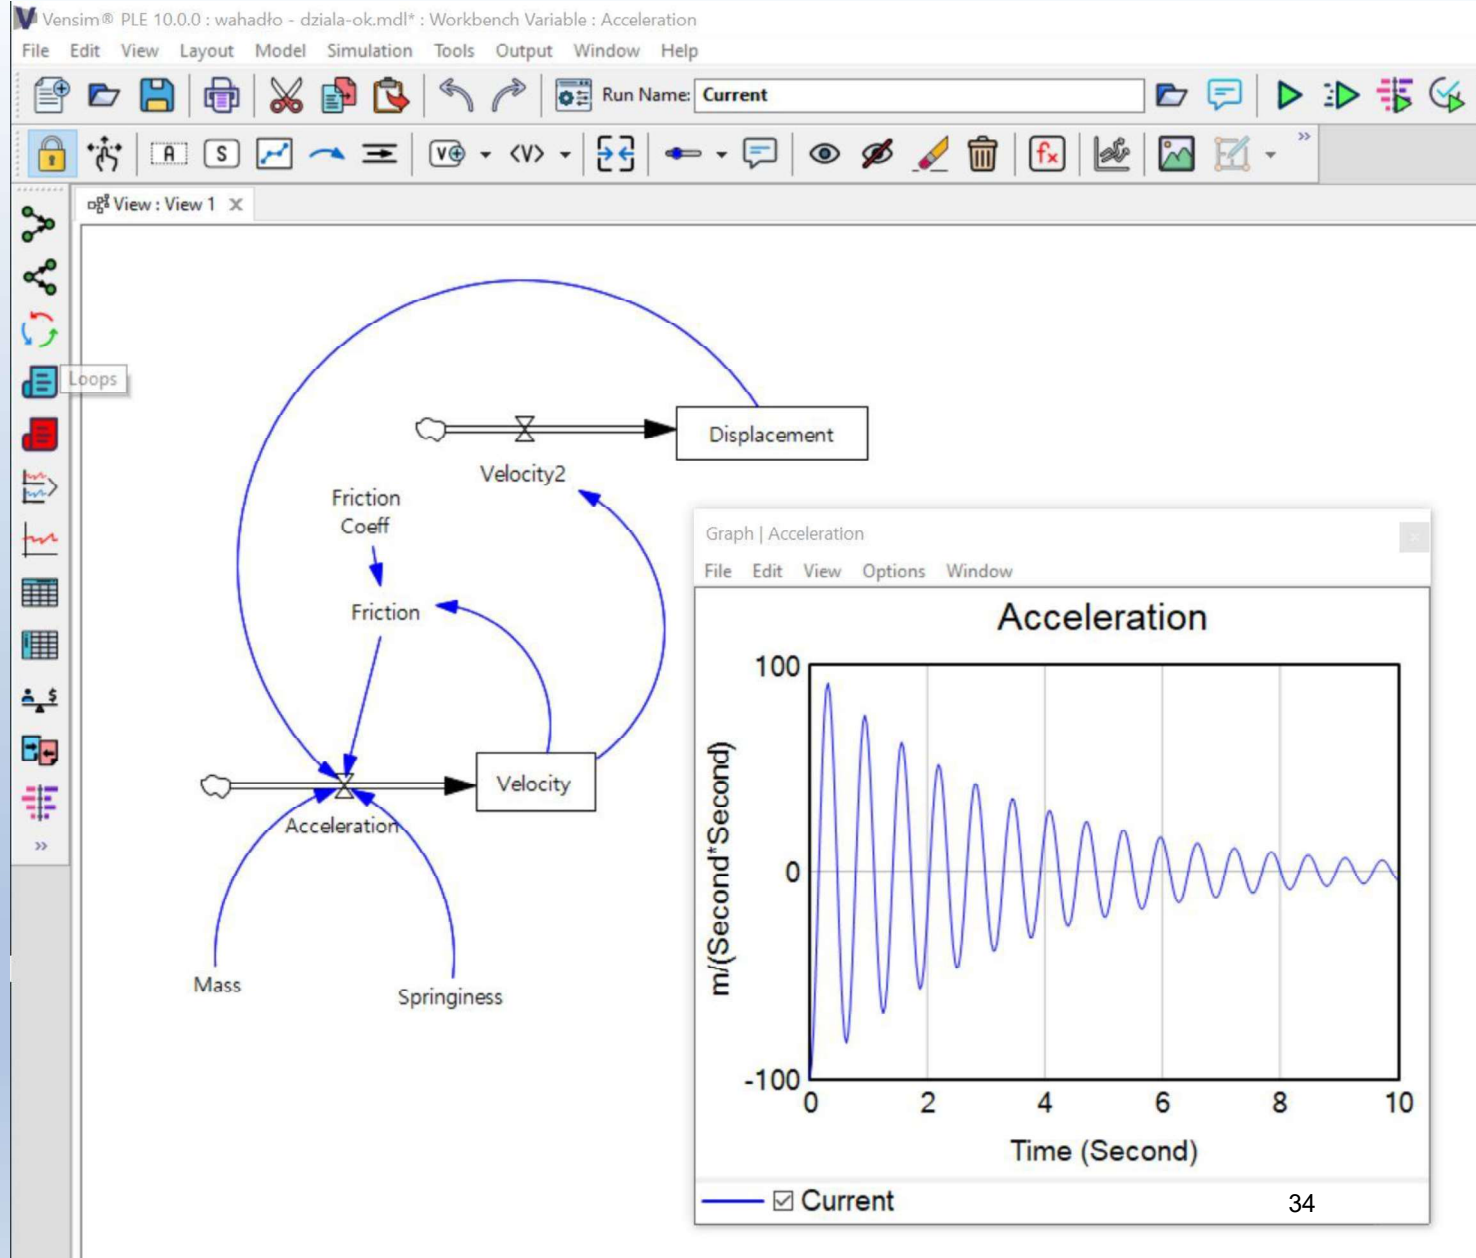 Vensim® PLE 10.0.0 : wahadło - dziala-ok.mdl* : Workbench Variable : Acceleration
File Edit View Layout Model Simulation Tools Output Window Help
Run Name: Current
A S V <V> fx
View : View 1 X
Loops
Displacement
Velocity2
Friction
Coeff
Friction
Velocity
Acceleration
Mass
Springiness
$
Graph | Acceleration
File Edit View Options Window
Acceleration
100
0
-100
m/(Second*Second)
0 2 4 6 8 10
Time (Second)
Current
34